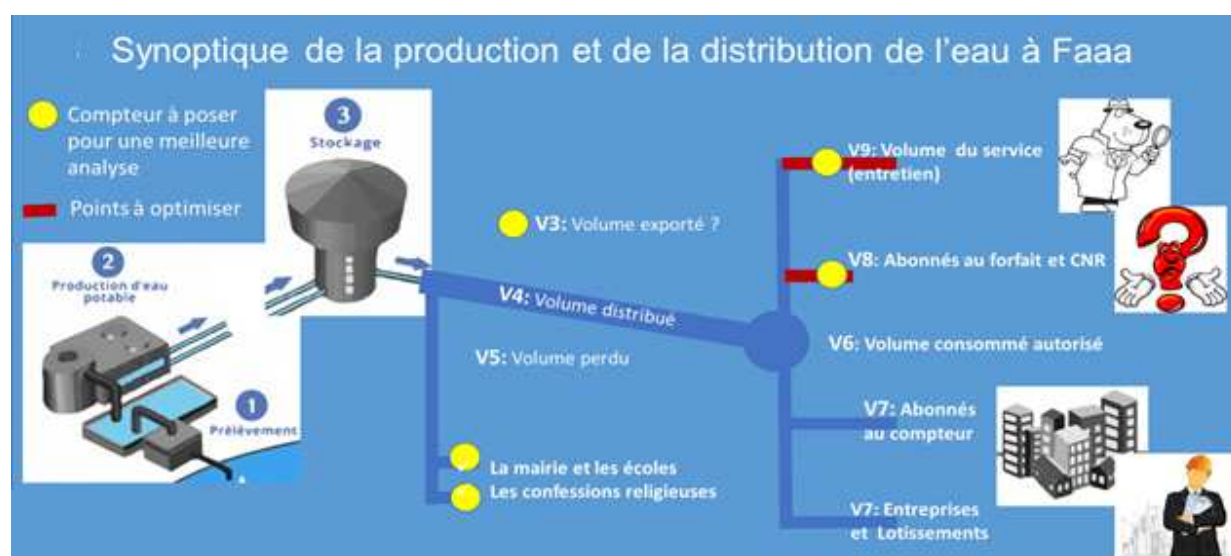 Synoptique de la production et de la distribution de l'eau à Faaa
Compteur à poser
pour une meilleure
analyse
Points à optimiser
3
Stockage
2
Production d'eau
potable
1
Prélèvement
V3: Volume exporté ?
V4: Volume distribué
V5: Volume perdu
La mairie et les écoles
Les confessions religieuses
V9: Volume du service
(entretien)
V8: Abonnés au forfait et CNR
V6: Volume consommé autorisé
V7: Abonnés
au compteur
V7: Entreprises
et Lotissements